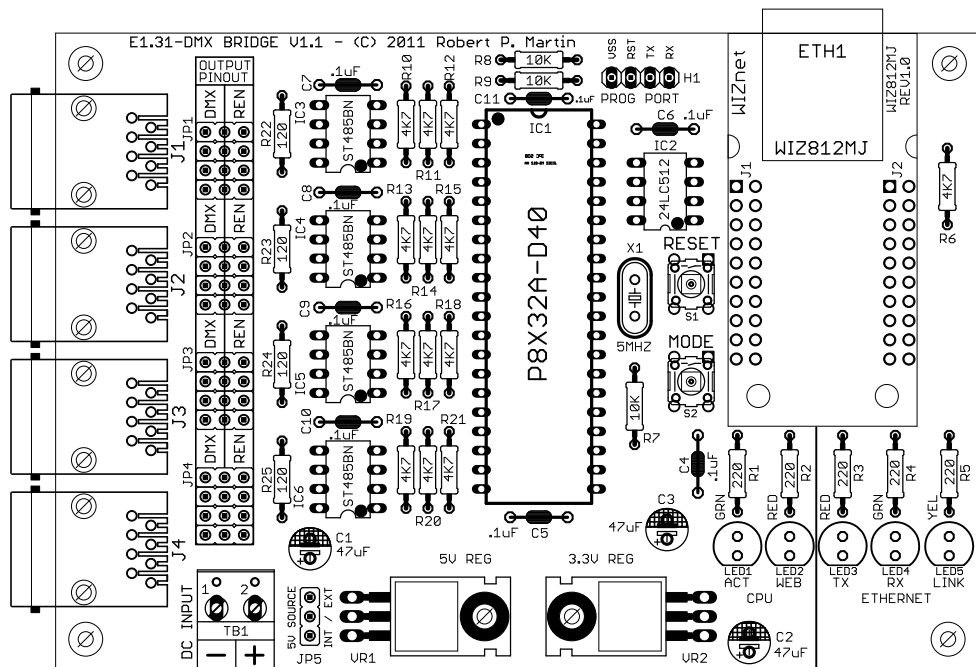 E1.31-DMX BRIDGE V1.1 - (C) 2011 Robert P. Martin
OUTPUT
PINOUT
DMX REN
JP1
J1
DMX REN
JP2
J2
DMX REN
JP3
J3
DMX REN
JP4
J4
C7 .1uF
R22 120
IC3
ST485BN
R10 R12
4K7 4K7 4K7
R11
C8 .1uF
R23 120
IC4
ST485BN
R13 R15
4K7 4K7 4K7
R14
C9 .1uF
R24 120
IC5
ST485BN
R16 R18
4K7 4K7 4K7
R17
C10 .1uF
R25 120
IC6
ST485BN
R19 R21
4K7 4K7 4K7
R20
R8 10K
R9 10K
C11 .1uF
IC1
P8X32A-D40
.1uF C5
VSS RST TX RX
H1
PROG PORT
C6 .1uF
IC2
24LC512
X1
5MHZ
RESET
S1
MODE
S2
10K
R7
C4 .1uF
C3
47uF
C1
47uF
ETH1
WIZnet
WIZ812MJ
REV1.0
WIZ812MJ
J1 J2
4K7
R6
220 R1
220 R2
220 R3
220 R4
220 R5
GRN RED RED GRN YEL
LED1 LED2 LED3 LED4 LED5
ACT WEB TX RX LINK
CPU ETHERNET
DC INPUT
1 2
TB1
− +
5V SOURCE
INT / EXT
JP5
5V REG
VR1
3.3V REG
VR2
C2
47uF